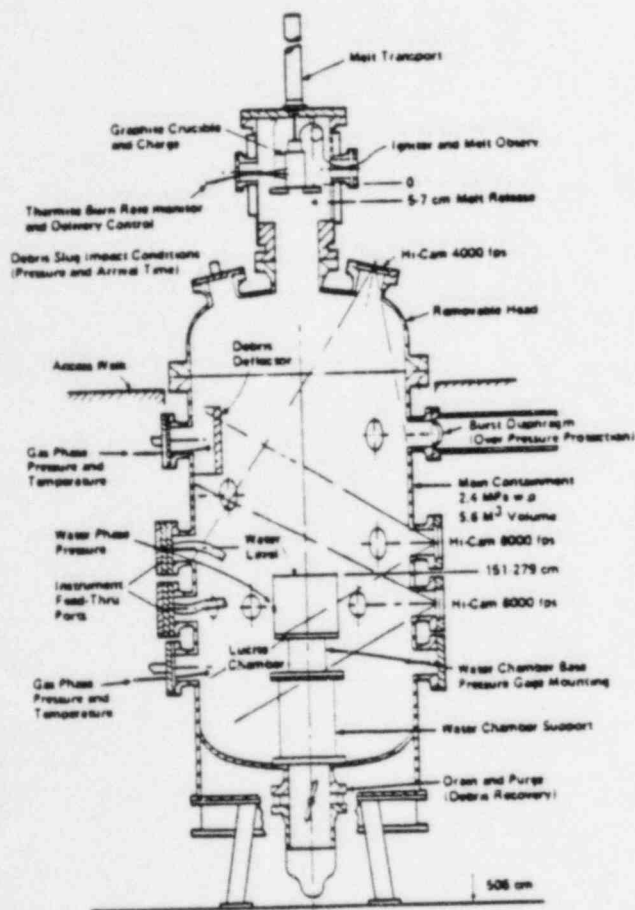 Melt Transport
Graphite Crucible
and Charge
Igniter and Melt Observ.
0
5-7 cm Melt Release
Thermite Burn Rate monitor
and Delivery Control
Debris Slug Impact Conditions
(Pressure and Arrival Time)
Hi-Cam 4000 fps
Removable Head
Debris
Deflector
Access Well
Burst Diaphragm
(Over Pressure Protection)
Gas Phase
Pressure and
Temperature
Main Containment
2.4 MPa w.p
5.6 M3 Volume
Water Phase
Pressure
Water
Level
Hi-Cam 8000 fps
151-279 cm
Instrument
Feed-Thru
Ports
Hi-Cam 8000 fps
Lucite
Chamber
Gas Phase
Pressure and
Temperature
Water Chamber Base
Pressure Gage Mounting
Water Chamber Support
Drain and Purge
(Debris Recovery)
508 cm